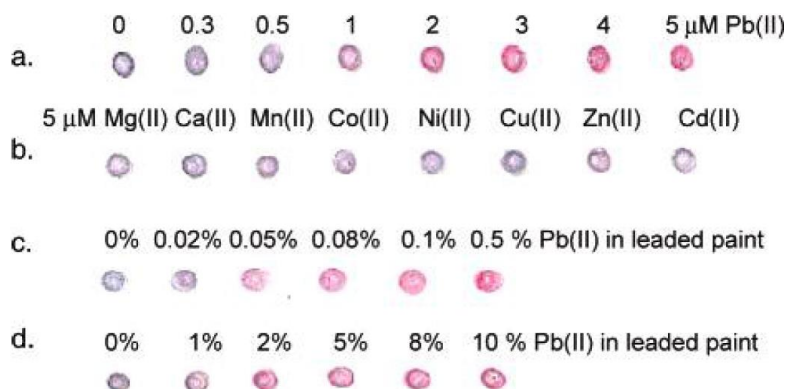 0 0.3 0.5 1 2 3 4 5 μM Pb(II)
a.
5 μM Mg(II) Ca(II) Mn(II) Co(II) Ni(II) Cu(II) Zn(II) Cd(II)
b.
0% 0.02% 0.05% 0.08% 0.1% 0.5 % Pb(II) in leaded paint
c.
d. 0% 1% 2% 5% 8% 10 % Pb(II) in leaded paint